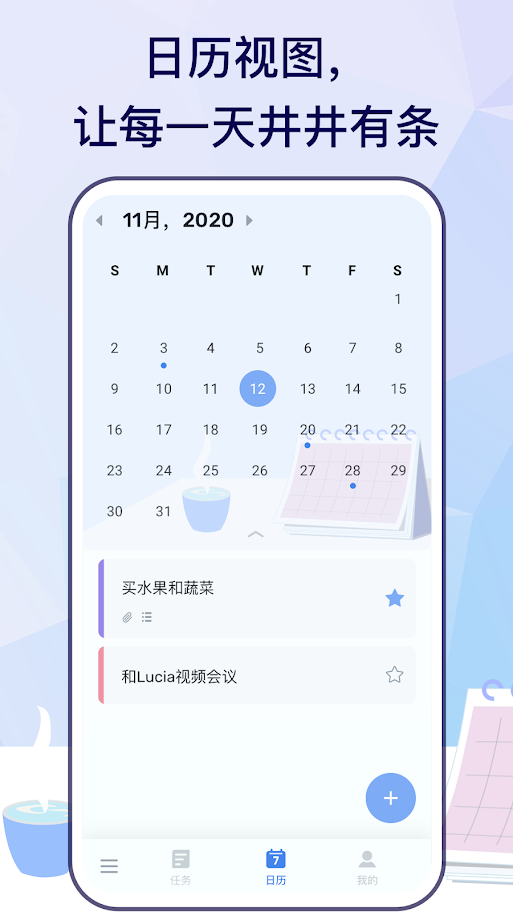 日历视图，
让每一天井井有条
11月，2020
S M T W T F S
1
2 3 4 5 6 7 8
9 10 11 12 13 14 15
16 17 18 19 20 21 22
23 24 25 26 27 28 29
30 31
买水果和蔬菜
和Lucia视频会议
7
任务 日历 我的